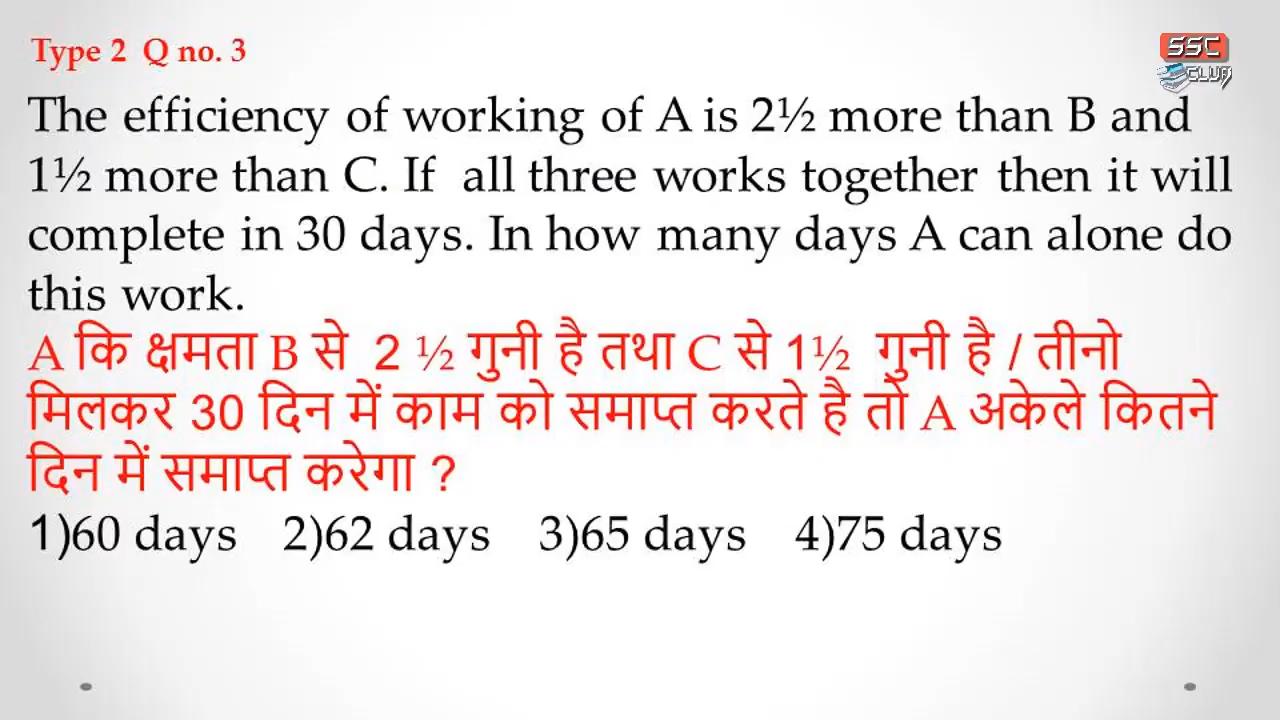 Type 2 Q no. 3
SSC
CLUB
The efficiency of working of A is 2½ more than B and
1½ more than C. If all three works together then it will
complete in 30 days. In how many days A can alone do
this work.
A कि क्षमता B से 2 ½ गुनी है तथा C से 1½ गुनी है / तीनो
मिलकर 30 दिन में काम को समाप्त करते है तो A अकेले कितने
दिन में समाप्त करेगा ?
1)60 days 2)62 days 3)65 days 4)75 days